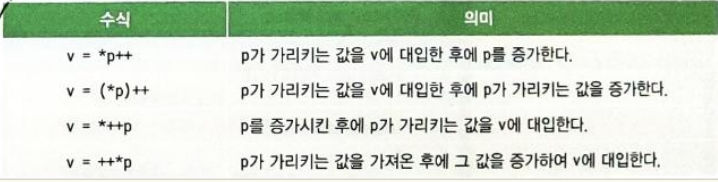 수식 의미
v = *p++ p가 가리키는 값을 v에 대입한 후에 p를 증가한다.
v = (*p)++ p가 가리키는 값을 v에 대입한 후에 p가 가리키는 값을 증가한다.
v = *++p p를 증가시킨 후에 p가 가리키는 값을 v에 대입한다.
v = ++*p p가 가리키는 값을 가져온 후에 그 값을 증가하여 v에 대입한다.